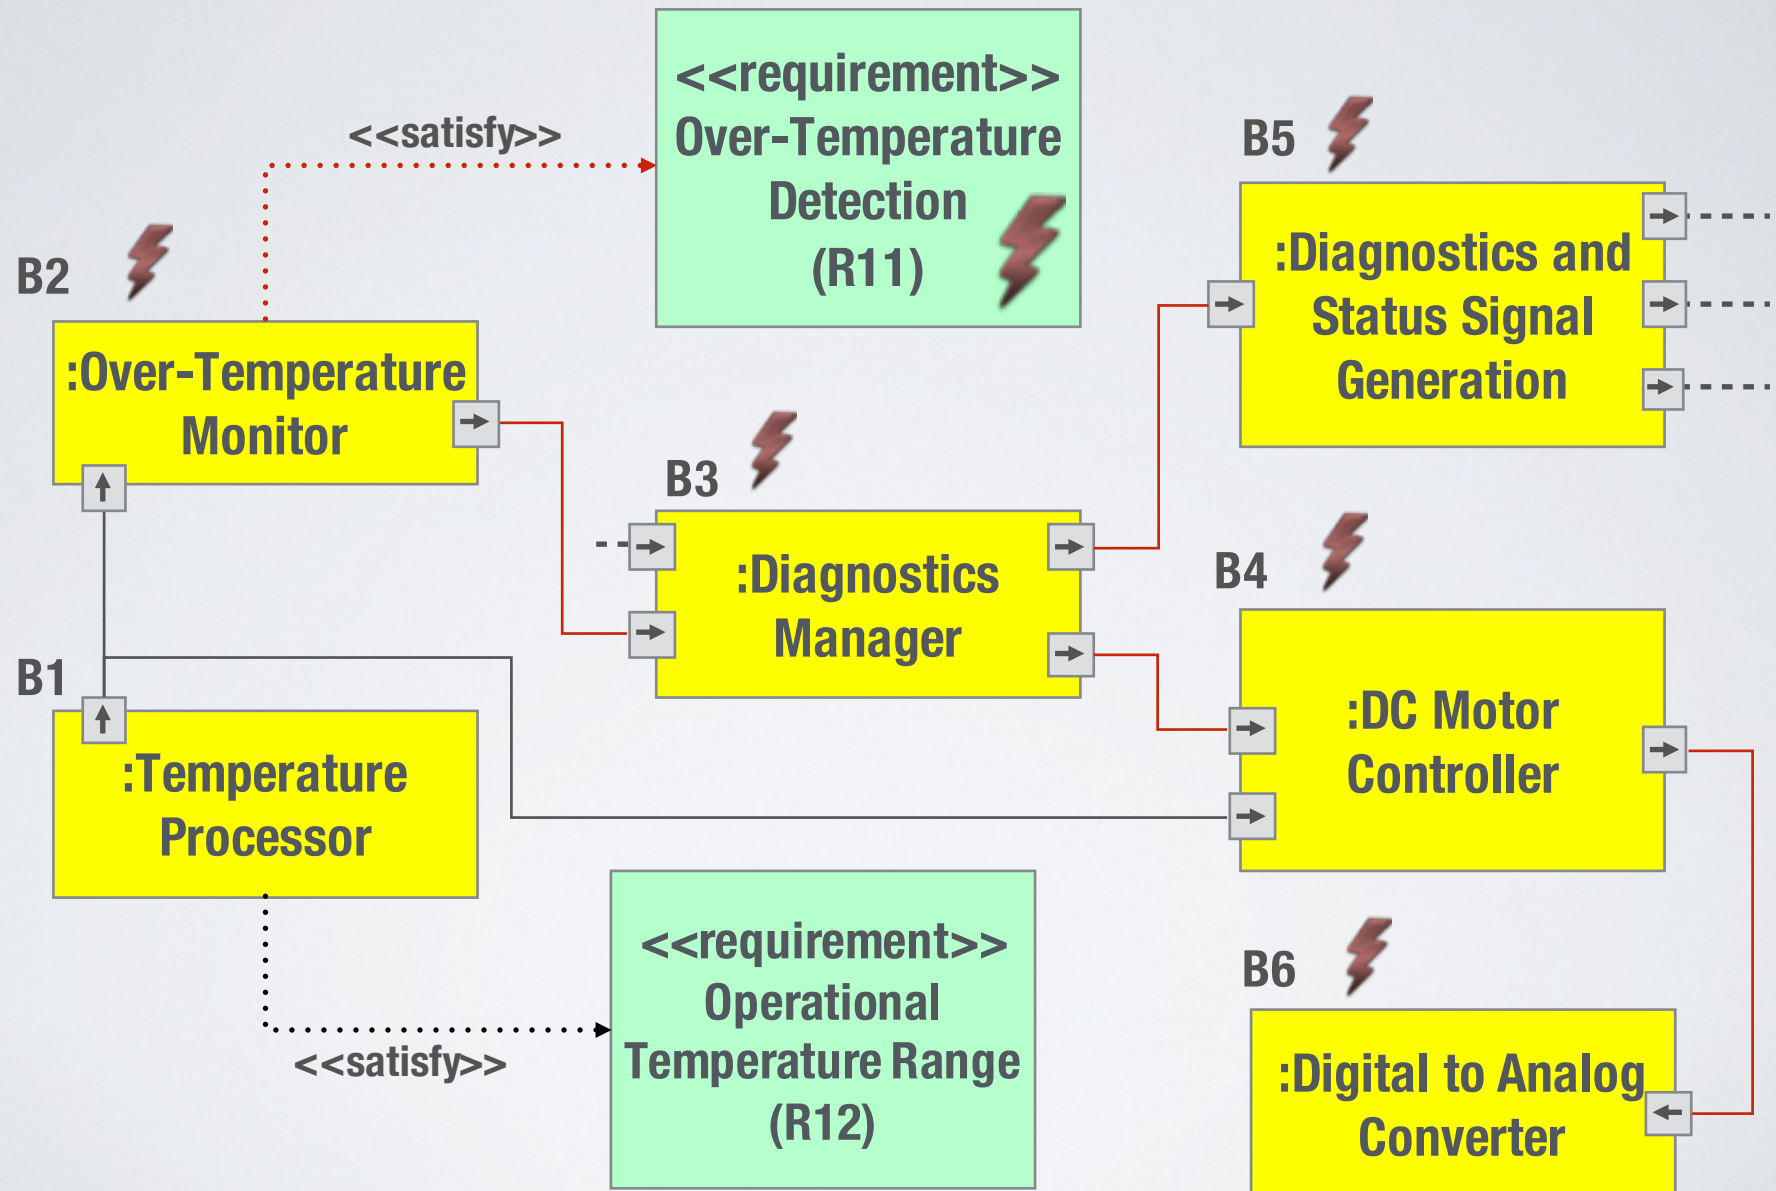 <<requirement>>
Over-Temperature
Detection
(R11)
<<satisfy>>
B5
:Diagnostics and
Status Signal
Generation
B2
:Over-Temperature
Monitor
B3
:Diagnostics
Manager
B4
:DC Motor
Controller
B1
:Temperature
Processor
<<satisfy>>
<<requirement>>
Operational
Temperature Range
(R12)
B6
:Digital to Analog
Converter